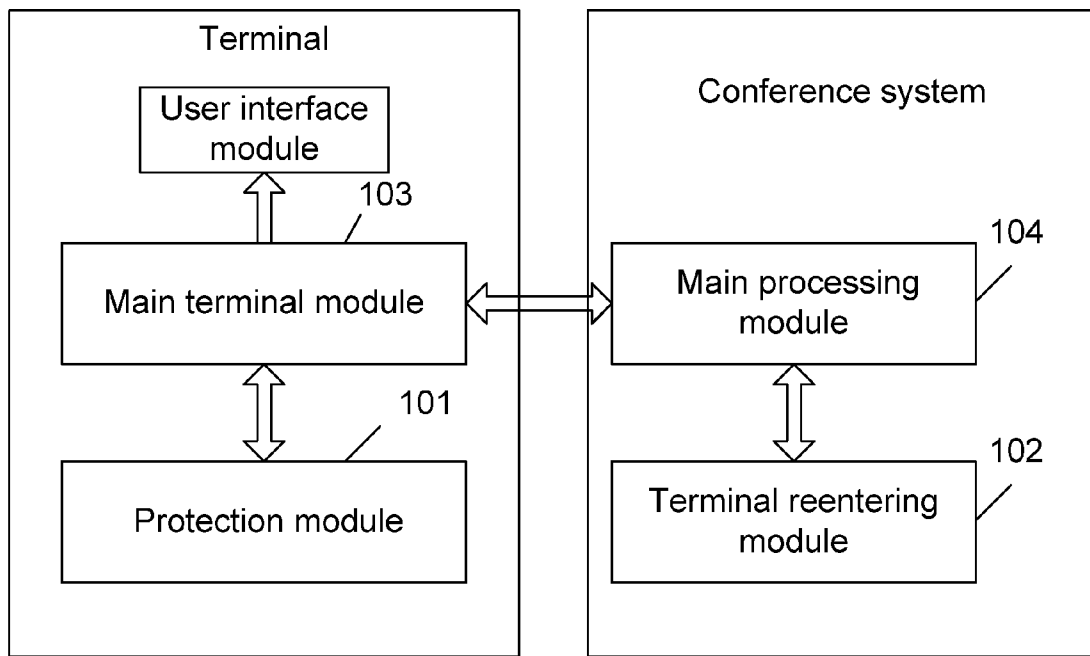 Terminal
User interface
module
103
Main terminal module
101
Protection module
Conference system
104
Main processing
module
102
Terminal reentering
module